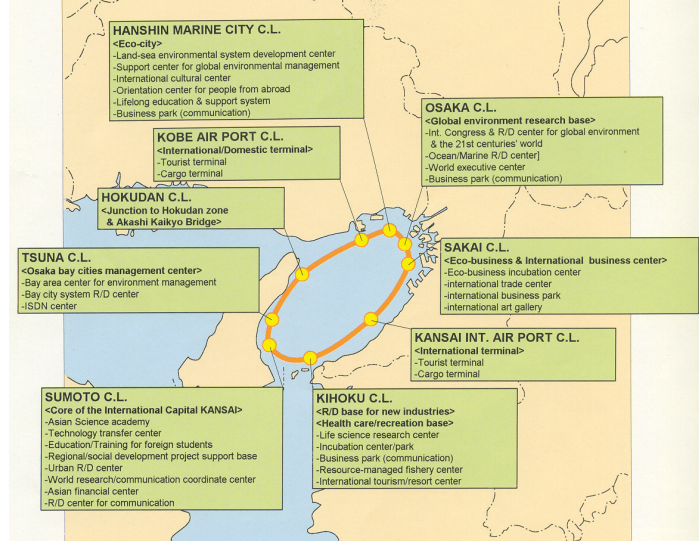 HANSHIN MARINE CITY C.L.
<Eco-city>
-Land-sea environmental system development center
-Support center for global environmental management
-International cultural center
-Orientation center for people from abroad
-Lifelong education & support system
-Business park (communication)
OSAKA C.L.
<Global environment research base>
-Int. Congress & R/D center for global environment
& the 21st centuries' world
-Ocean/Marine R/D center]
-World executive center
-Business park (communication)
KOBE AIR PORT C.L.
<International/Domestic terminal>
-Tourist terminal
-Cargo terminal
HOKUDAN C.L.
<Junction to Hokudan zone
& Akashi Kaikyo Bridge>
TSUNA C.L.
<Osaka bay cities management center>
-Bay area center for environment management
-Bay city system R/D center
-ISDN center
SAKAI C.L.
<Eco-business & International business center>
-Eco-business incubation center
-international trade center
-international business park
-international art gallery
KANSAI INT. AIR PORT C.L.
<International terminal>
-Tourist terminal
-Cargo terminal
SUMOTO C.L.
<Core of the International Capital KANSAI>
-Asian Science academy
-Technology transfer center
-Education/Training for foreign students
-Regional/social development project support base
-Urban R/D center
-World research/communication coordinate center
-Asian financial center
-R/D center for communication
KIHOKU C.L.
<R/D base for new industries>
<Health care/recreation base>
-Life science research center
-Incubation center/park
-Business park (communication)
-Resource-managed fishery center
-International tourism/resort center